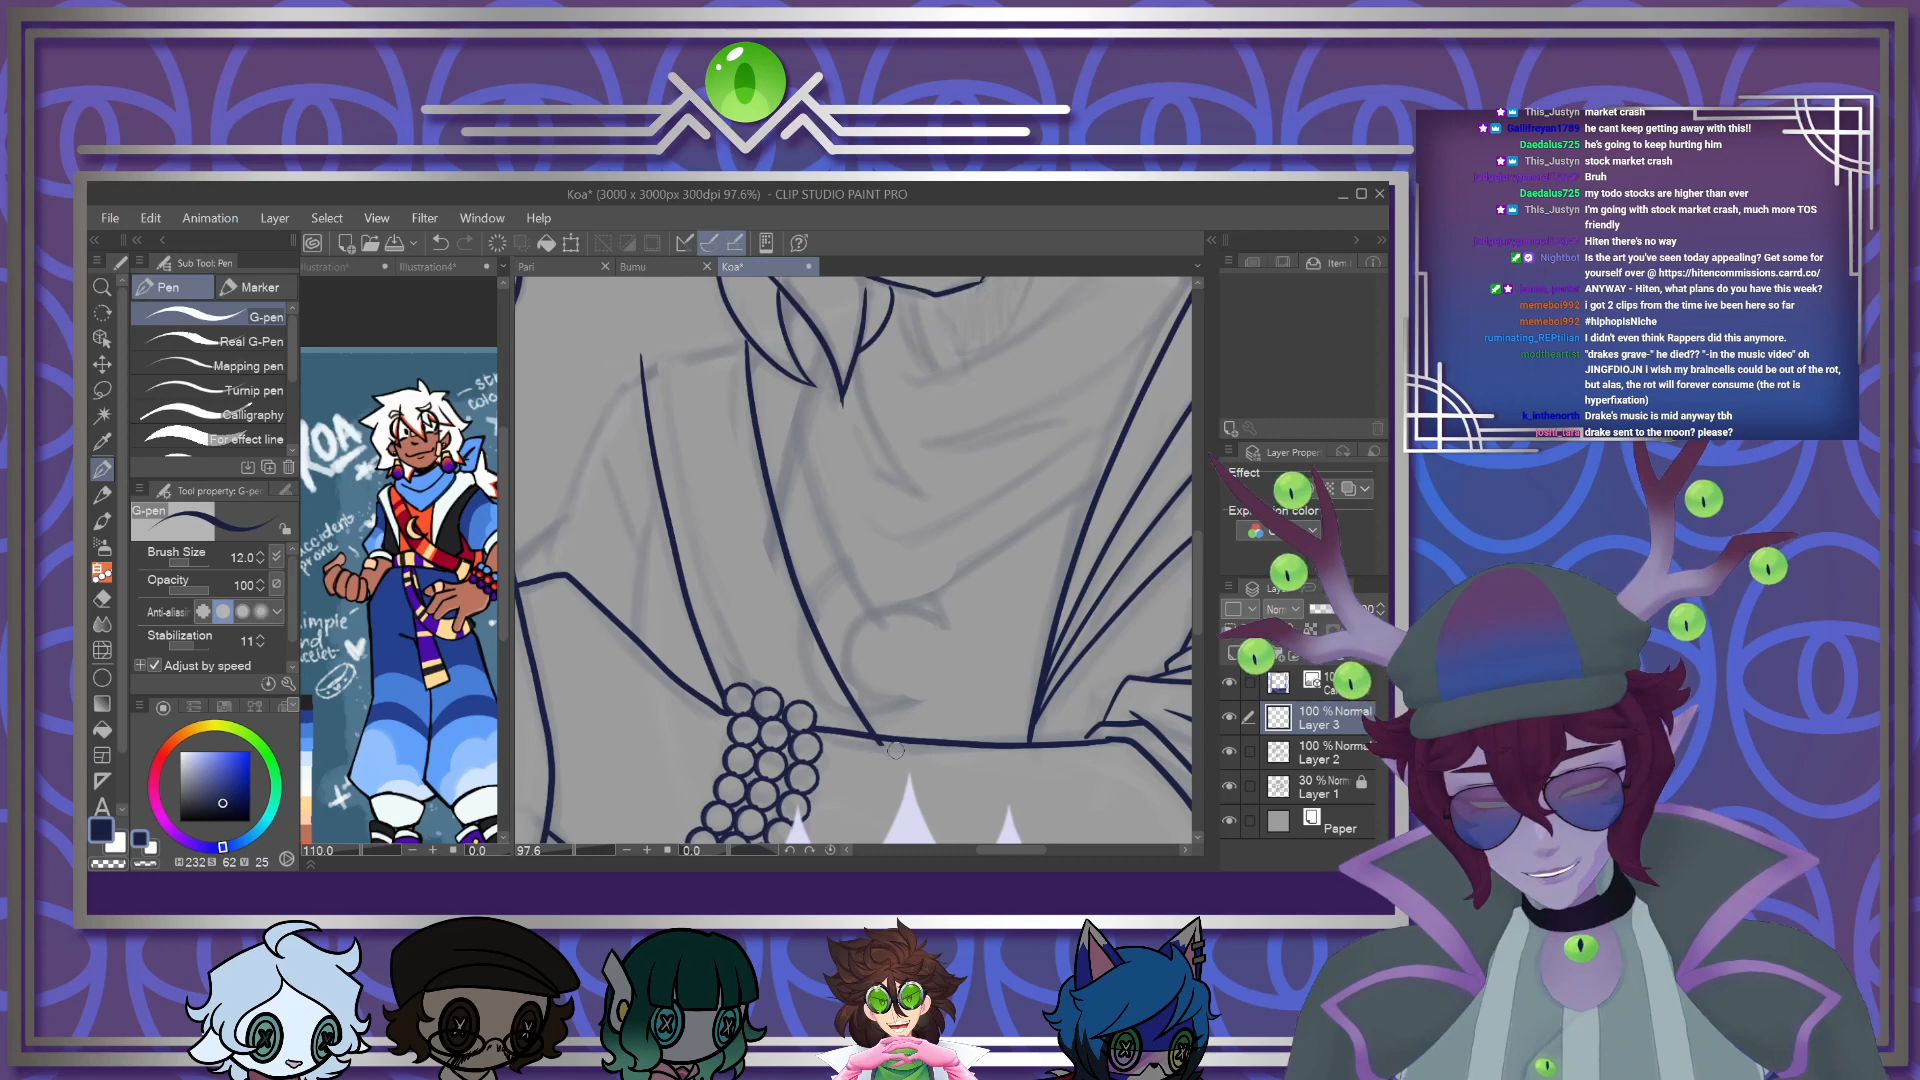 Koa* (3000 x 3000px 300dpi 97.6%) - CLIP STUDIO PAINT PRO
File Edit Animation Layer Select View Filter Window Help
Sub Tool: Pen
Illustration4*
Pari
Bumu
Koa*
Pen
Marker
G-pen
Real G-Pen
Mapping pen
Turnip pen
Calligraphy
For effect line
Tool property: G-pen
G-pen
Brush Size 12.0
Opacity 100
Anti-aliasi
Stabilization 11
Adjust by speed
H 232 S 62 V 25
KOA
accident
prone
110.0
0.0
97.6
0.0
Layer Proper
Effect
100 % Normal
Layer 3
100 % Norma
Layer 2
30 % Norm
Layer 1
Paper
This_Justyn market crash
Gallifreyan1789 he cant keep getting away with this!!
Daedalus725 he's going to keep hurting him
This_Justyn stock market crash
Bruh
Daedalus725 my todo stocks are higher than ever
This_Justyn I'm going with stock market crash, much more TOS
friendly
Hiten there's no way
Nightbot Is the art you've seen today appealing? Get some for
yourself over @ https://hitencommissions.carrd.co/
ANYWAY - Hiten, what plans do you have this week?
memeboi992 i got 2 clips from the time ive been here so far
memeboi992 #hiphopIsNiche
ruminating_REPtilian I didn't even think Rappers did this anymore.
modtheartist "drakes grave-" he died?? "-in the music video" oh
JINGFDIOJN i wish my braincells could be out of the rot,
but alas, the rot will forever consume (the rot is
hyperfixation)
k_inthenorth Drake's music is mid anyway tbh
drake sent to the moon? please?